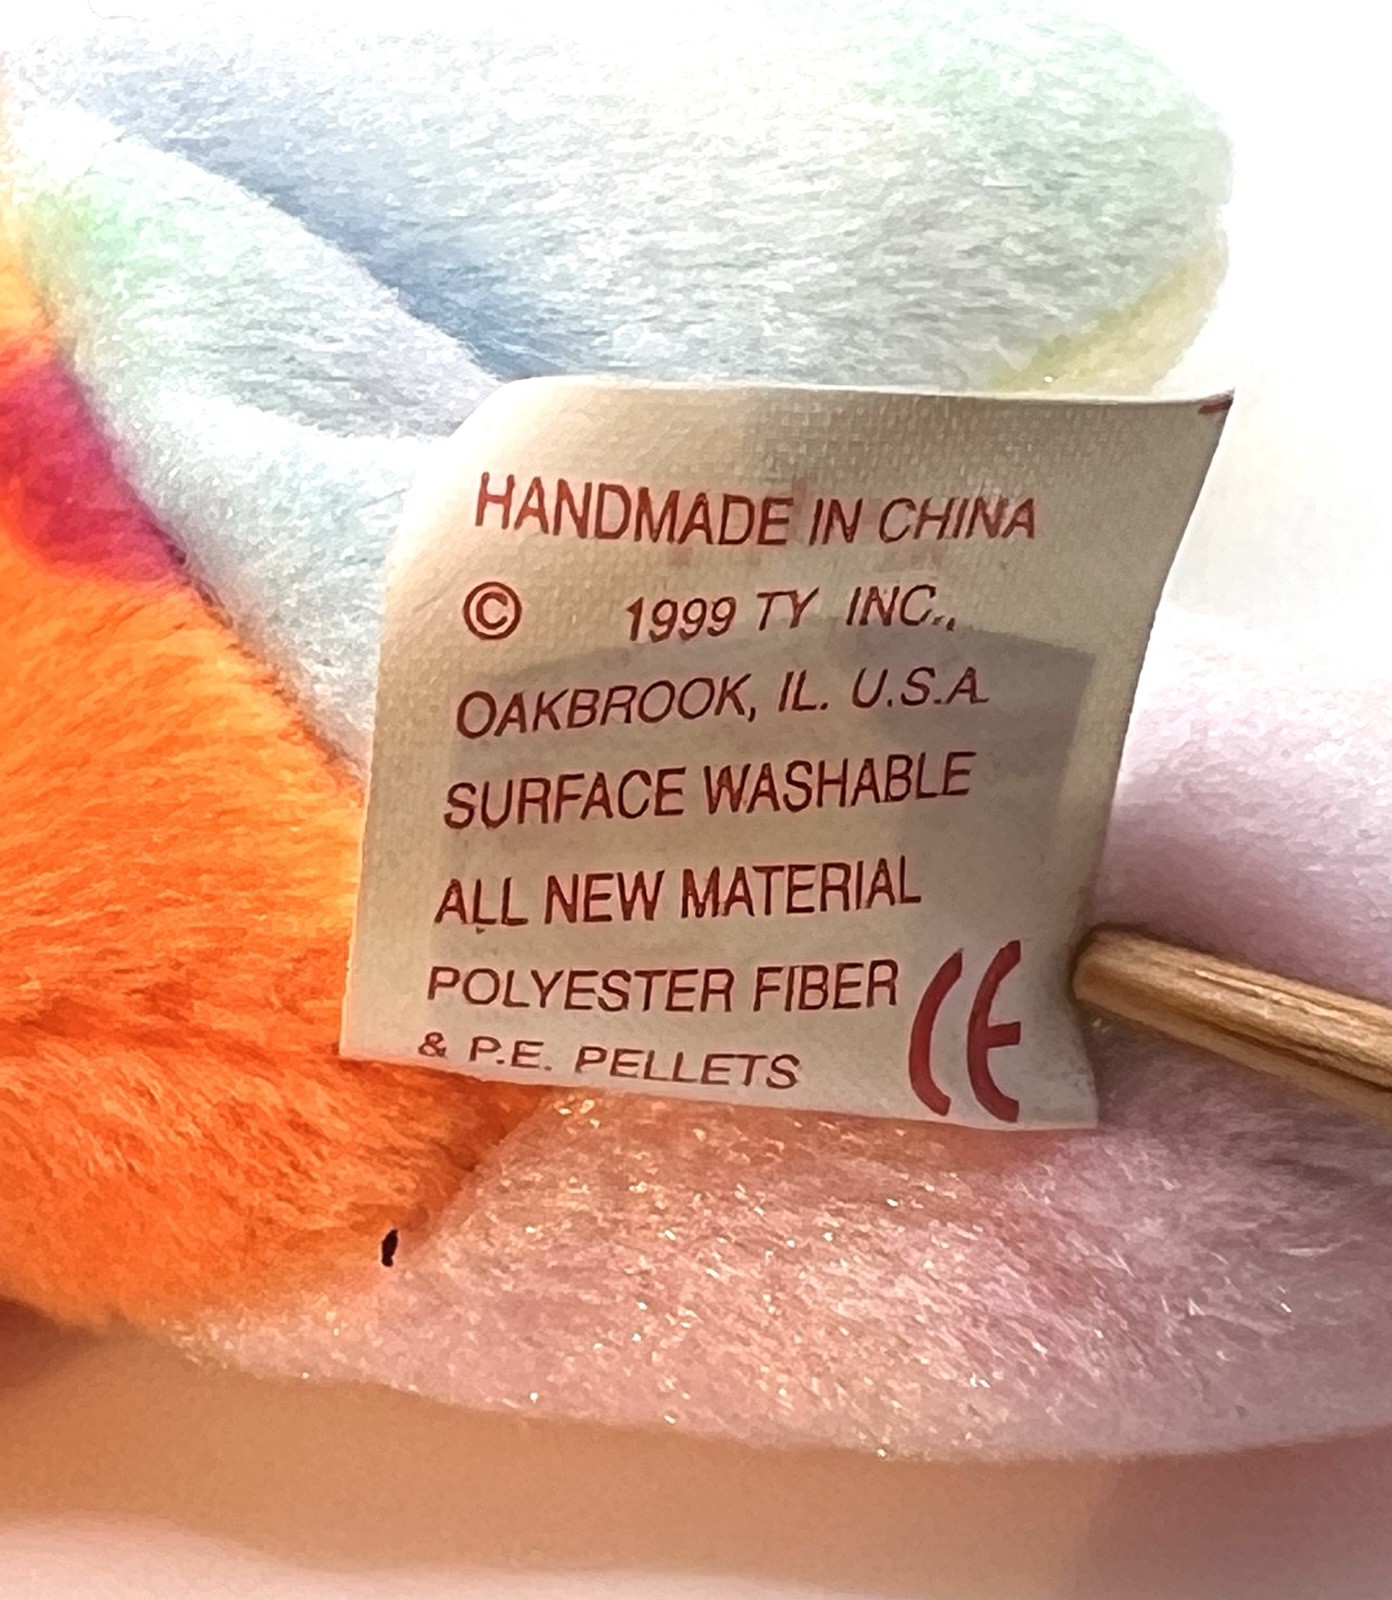 HANDMADE IN CHINA
© 1999 TY INC.,
OAKBROOK, IL. U.S.A.
SURFACE WASHABLE
ALL NEW MATERIAL
POLYESTER FIBER
& P.E. PELLETS
CE